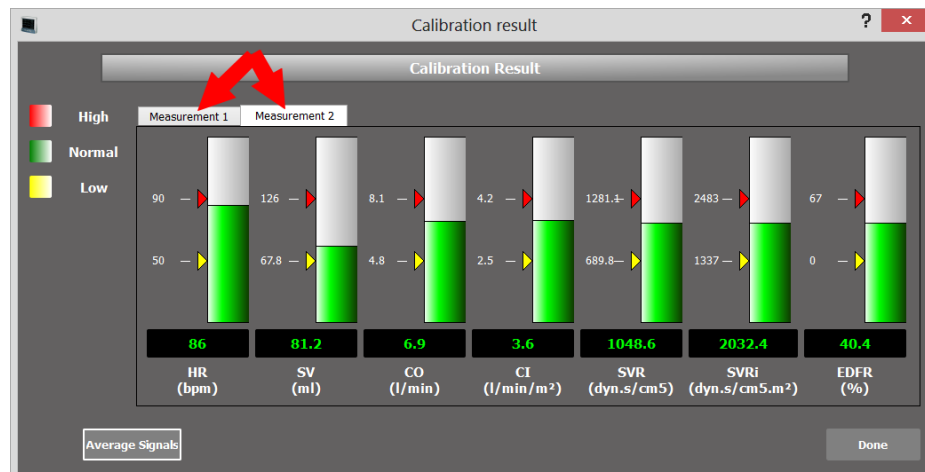 Calibration result
?
x
Calibration Result
High
Normal
Low
Measurement 1
Measurement 2
90
50
126
67.8
8.1
4.8
4.2
2.5
1281.1
689.8
2483
1337
67
0
86
81.2
6.9
3.6
1048.6
2032.4
40.4
HR
(bpm)
SV
(ml)
CO
(l/min)
CI
(l/min/m²)
SVR
(dyn.s/cm5)
SVRi
(dyn.s/cm5.m²)
EDFR
(%)
Average Signals
Done